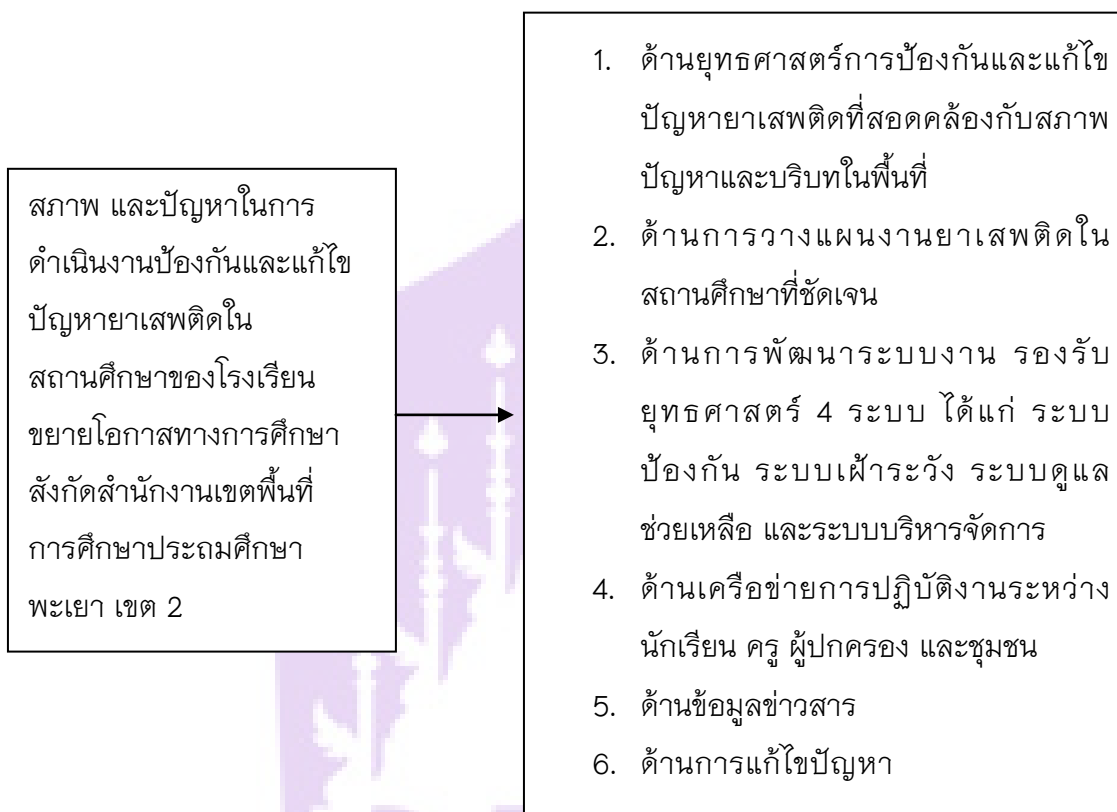 สภาพ และปัญหาในการ
ดำเนินงานป้องกันและแก้ไข
ปัญหายาเสพติดใน
สถานศึกษาของโรงเรียน
ขยายโอกาสทางการศึกษา
สังกัดสำนักงานเขตพื้นที่
การศึกษาประถมศึกษา
พะเยา เขต 2
1. ด้านยุทธศาสตร์การป้องกันและแก้ไข
ปัญหายาเสพติดที่สอดคล้องกับสภาพ
ปัญหาและบริบทในพื้นที่
2. ด้านการวางแผนงานยาเสพติดใน
สถานศึกษาที่ชัดเจน
3. ด้านการพัฒนาระบบงาน รองรับ
ยุทธศาสตร์ 4 ระบบ ได้แก่ ระบบ
ป้องกัน ระบบเฝ้าระวัง ระบบดูแล
ช่วยเหลือ และระบบบริหารจัดการ
4. ด้านเครือข่ายการปฏิบัติงานระหว่าง
นักเรียน ครู ผู้ปกครอง และชุมชน
5. ด้านข้อมูลข่าวสาร
6. ด้านการแก้ไขปัญหา